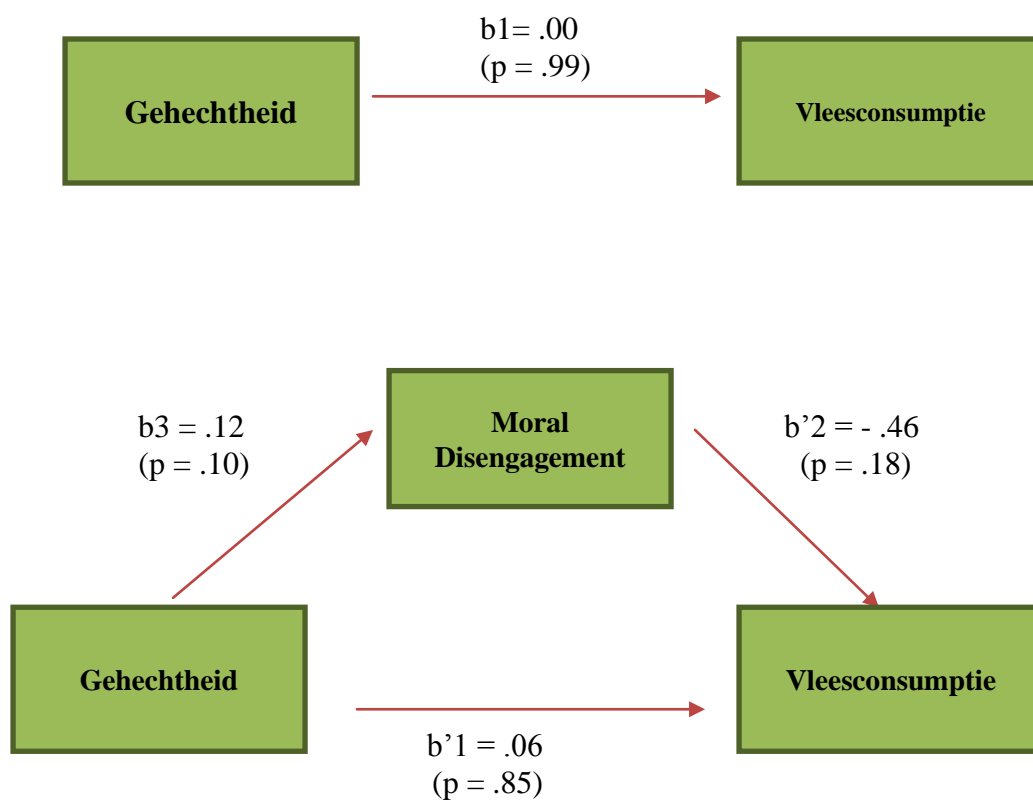 b1= .00
(p = .99)
Gehechtheid
Vleesconsumptie
b3 = .12
(p = .10)
Moral
Disengagement
b’2 = - .46
(p = .18)
Gehechtheid
Vleesconsumptie
b’1 = .06
(p = .85)